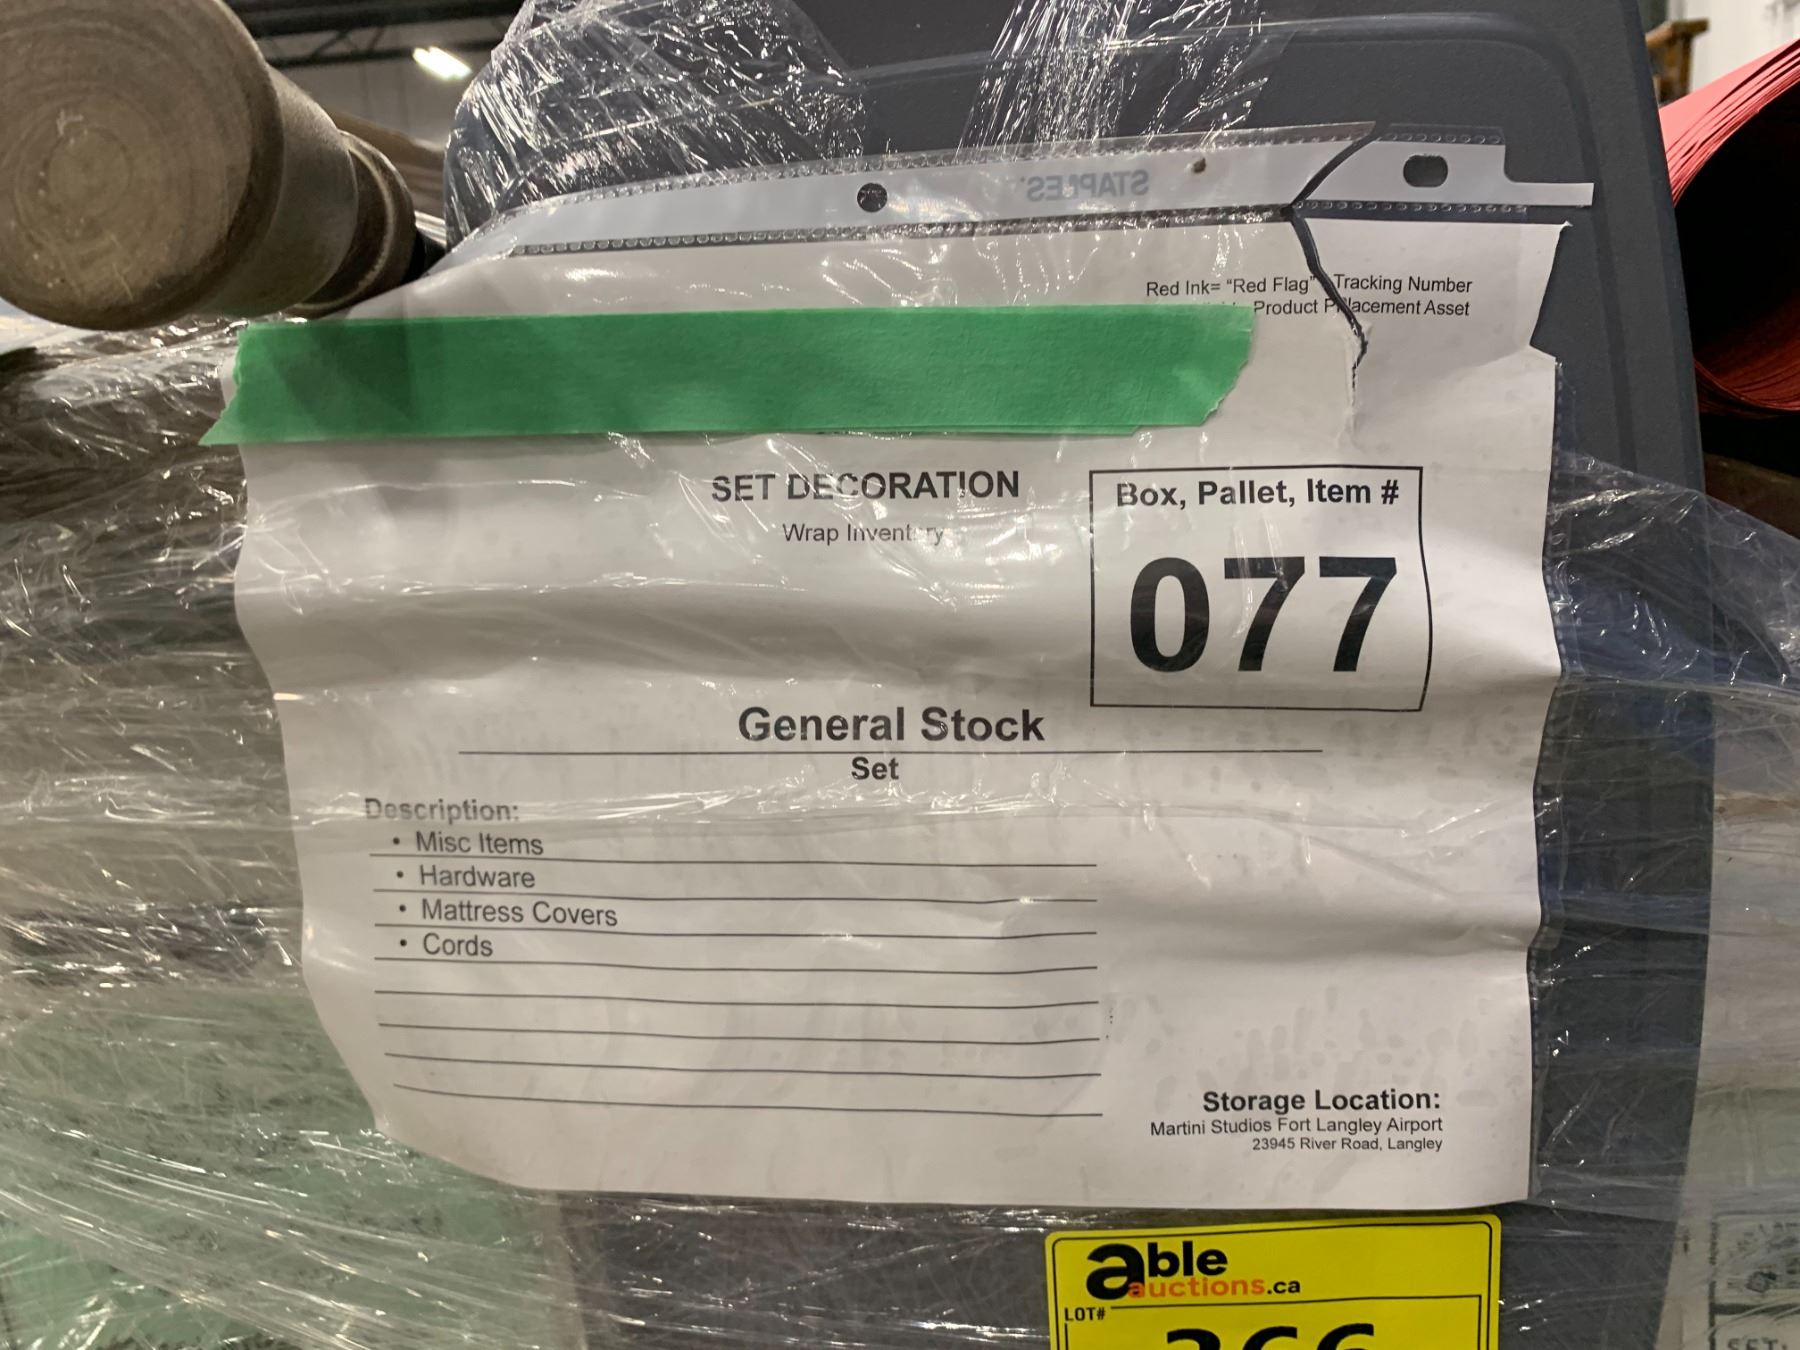 STAPLES
Red Ink= "Red Flag" Tracking Number
Product Placement Asset
SET DECORATION
Wrap Inventory
Box, Pallet, Item #
077
General Stock
Set
Description:
• Misc Items
• Hardware
• Mattress Covers
• Cords
Storage Location:
Martini Studios Fort Langley Airport
23945 River Road, Langley
able
auctions.ca
LOT#
366
SET: